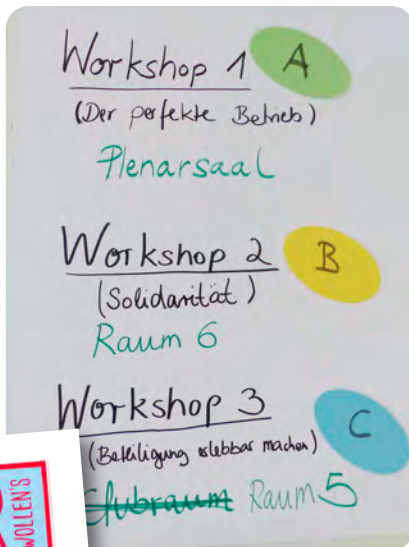 Workshop 1 A
(Der perfekte Betrieb)
Plenarsaal
Workshop 2 B
(Solidarität)
Raum 6
Workshop 3 C
(Beteiligung erlebbar machen)
Clubraum Raum 5
WOLLEN'S